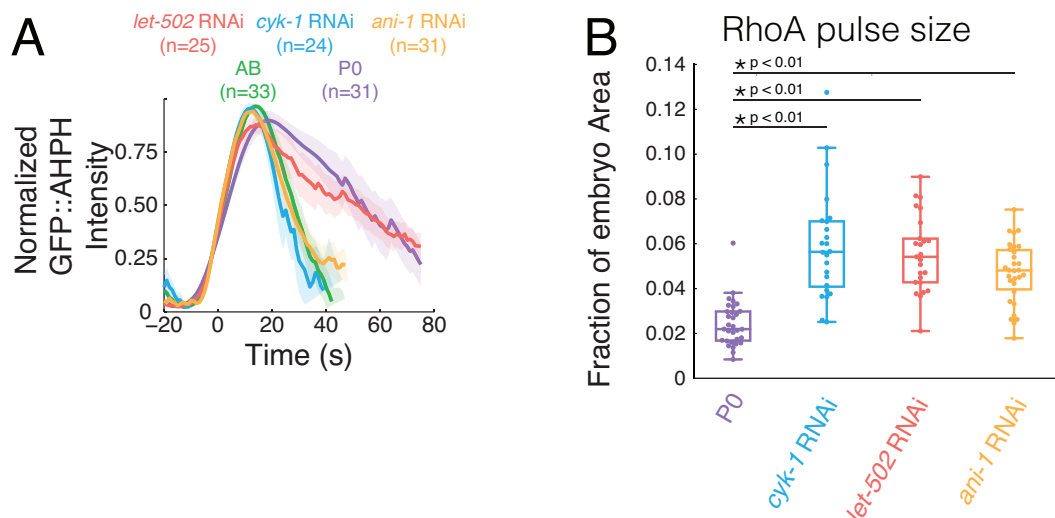 A
let-502 RNAi cyk-1 RNAi ani-1 RNAi
(n=25) (n=24) (n=31)
AB P0
(n=33) (n=31)
Normalized
GFP::AHPH
Intensity
0.75
0.50
0.25
0
−20 0 20 40 60 80
Time (s)
B
RhoA pulse size
Fraction of embryo Area
0.14
0.12
0.10
0.08
0.06
0.04
0.02
0
* p < 0.01
* p < 0.01
* p < 0.01
P0
cyk-1 RNAi
let-502 RNAi
ani-1 RNAi